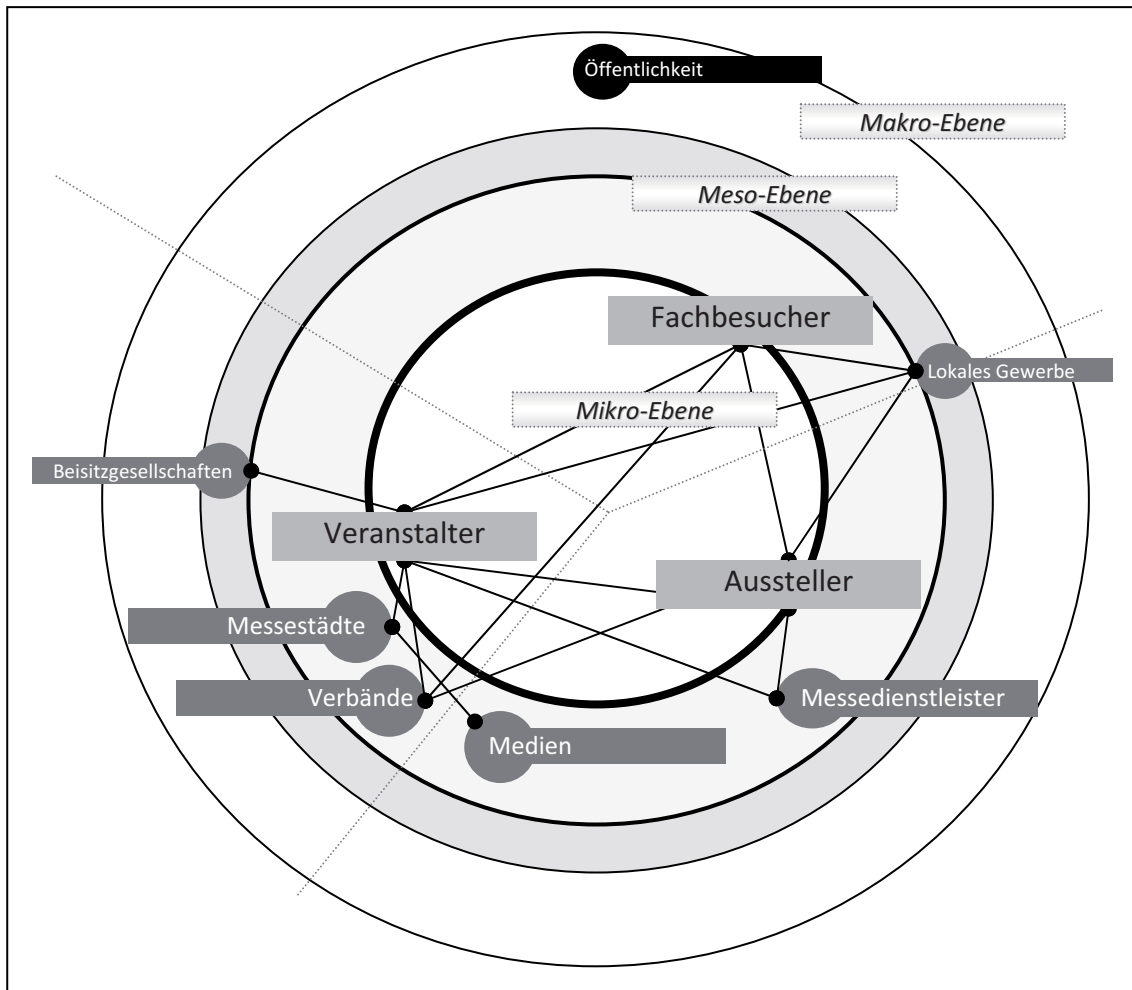 Öffentlichkeit
Makro-Ebene
Meso-Ebene
Fachbesucher
Lokales Gewerbe
Mikro-Ebene
Beisitzgesellschaften
Veranstalter
Aussteller
Messestädte
Verbände
Messedienstleister
Medien